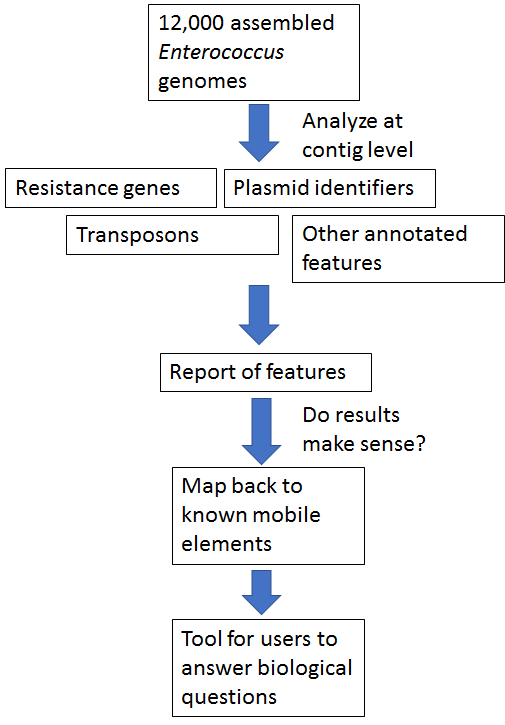 12,000 assembled
Enterococcus
genomes
Analyze at
contig level
Resistance genes
Plasmid identifiers
Transposons
Other annotated
features
Report of features
Do results
make sense?
Map back to
known mobile
elements
Tool for users to
answer biological
questions